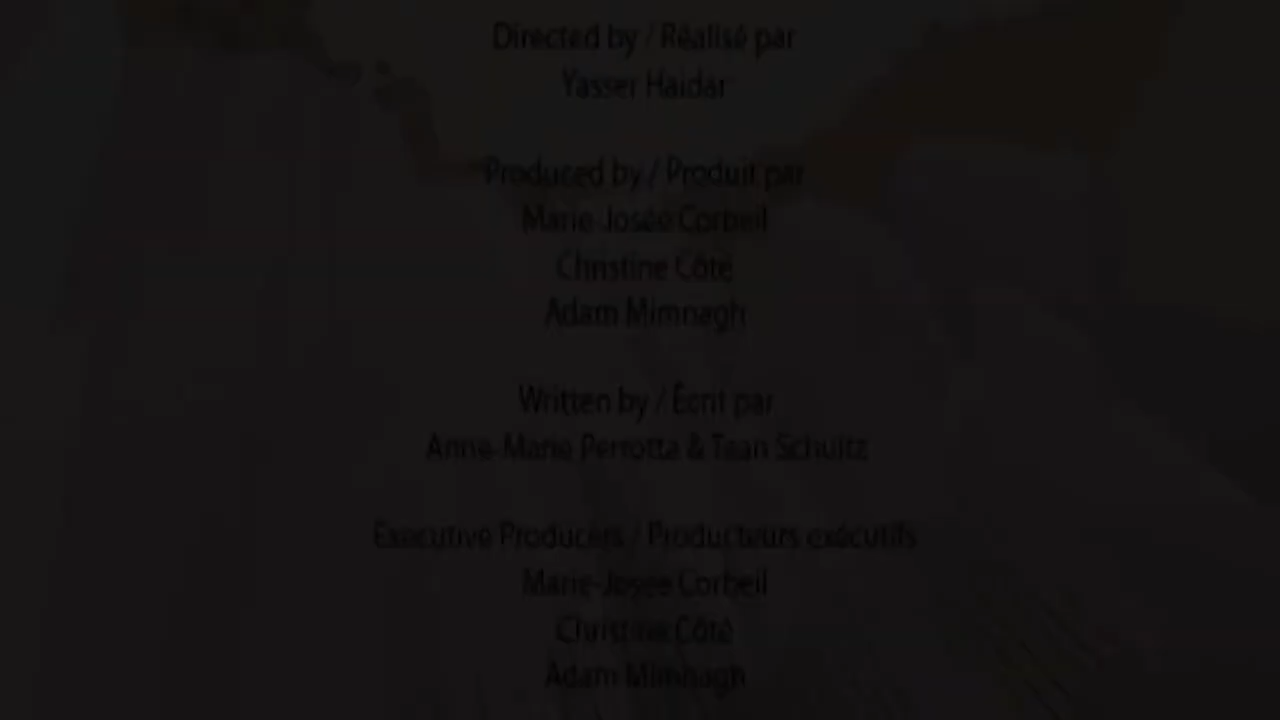 Directed by / Réalisé par
Yasser Haidar
Produced by / Produit par
Marie-Josée Corbeil
Christine Côté
Adam Mimnagh
Written by / Écrit par
Anne-Marie Perrotta & Tean Schultz
Executive Producers / Producteurs exécutifs
Marie-Josée Corbeil
Christine Côté
Adam Mimnagh